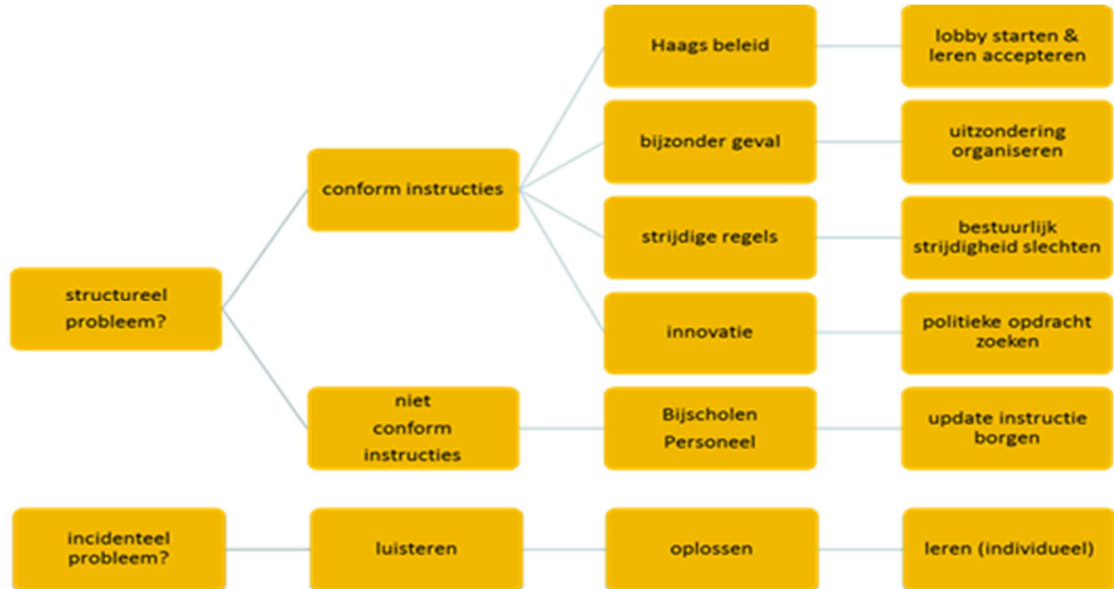 Haags beleid
lobby starten &
leren accepteren
bijzonder geval
uitzondering
organiseren
conform instructies
strijdige regels
bestuurlijk
strijdigheid slechten
structureel
probleem?
innovatie
politieke opdracht
zoeken
niet
conform
instructies
Bijscholen
Personeel
update instructie
borgen
incidenteel
probleem?
luisteren
oplossen
leren (individueel)